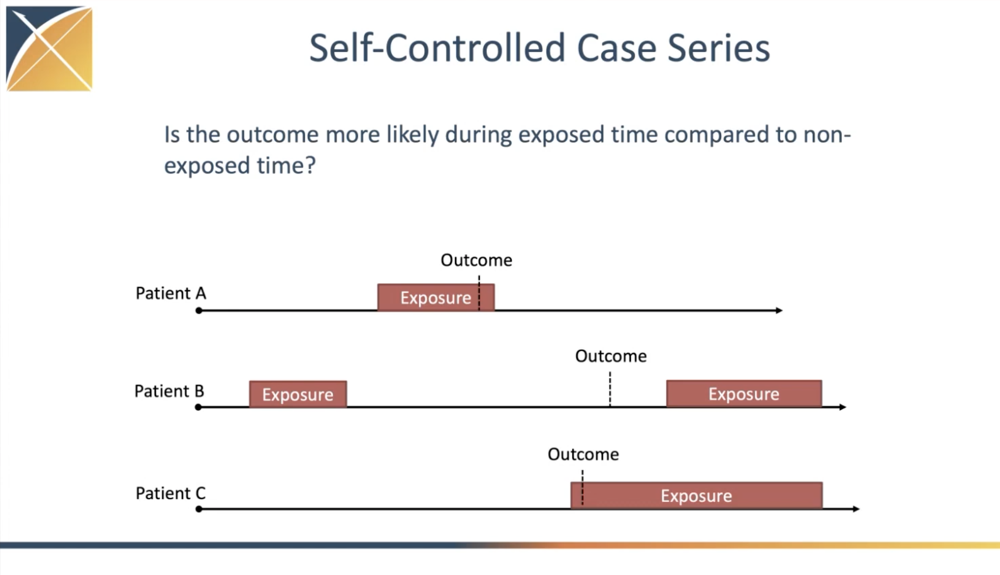 Self-Controlled Case Series
Is the outcome more likely during exposed time compared to non-
exposed time?
Outcome
Patient A
Exposure
Outcome
Patient B
Exposure
Exposure
Outcome
Patient C
Exposure